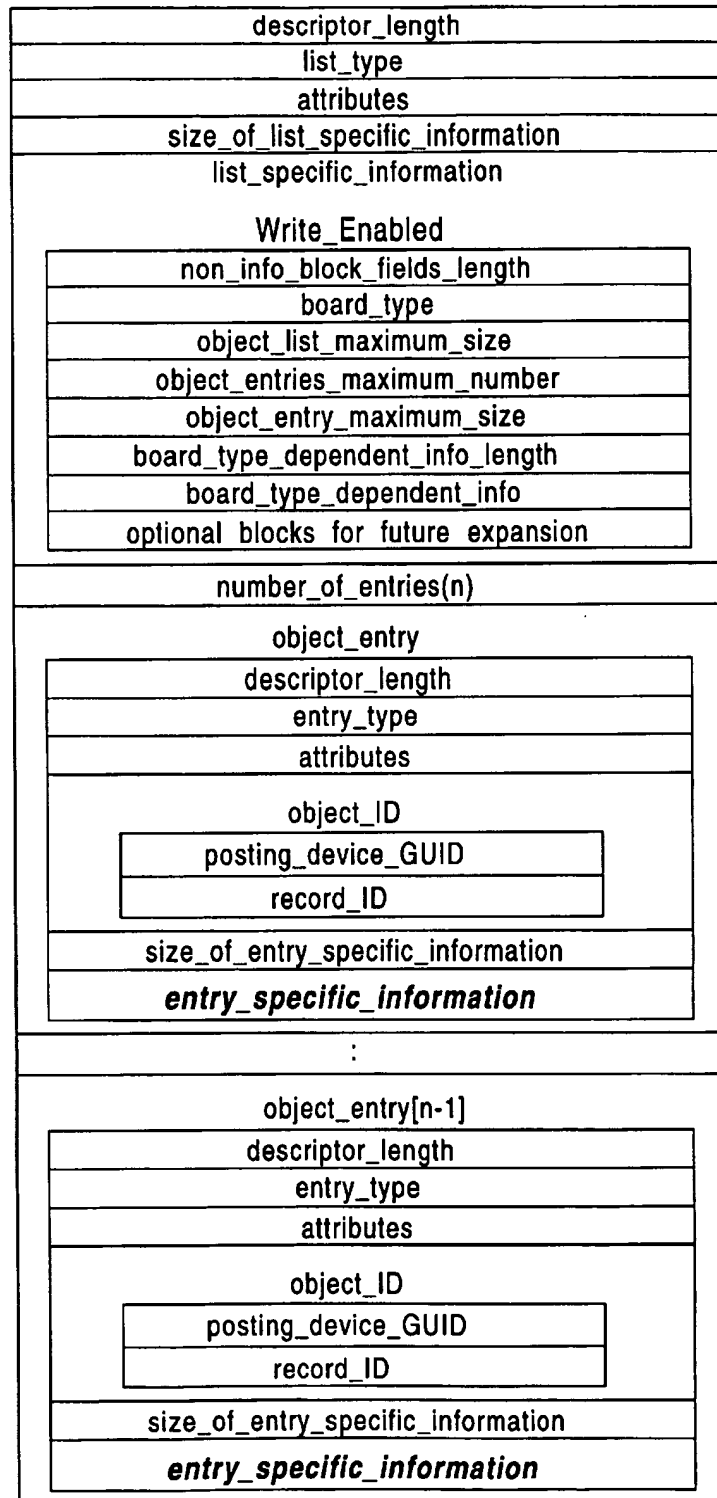 descriptor_length
list_type
attributes
size_of_list_specific_information
list_specific_information
Write_Enabled
non_info_block_fields_length
board_type
object_list_maximum_size
object_entries_maximum_number
object_entry_maximum_size
board_type_dependent_info_length
board_type_dependent_info
optional blocks for future expansion
number_of_entries(n)
object_entry
descriptor_length
entry_type
attributes
object_ID
posting_device_GUID
record_ID
size_of_entry_specific_information
entry_specific_information
:
object_entry[n-1]
descriptor_length
entry_type
attributes
object_ID
posting_device_GUID
record_ID
size_of_entry_specific_information
entry_specific_information